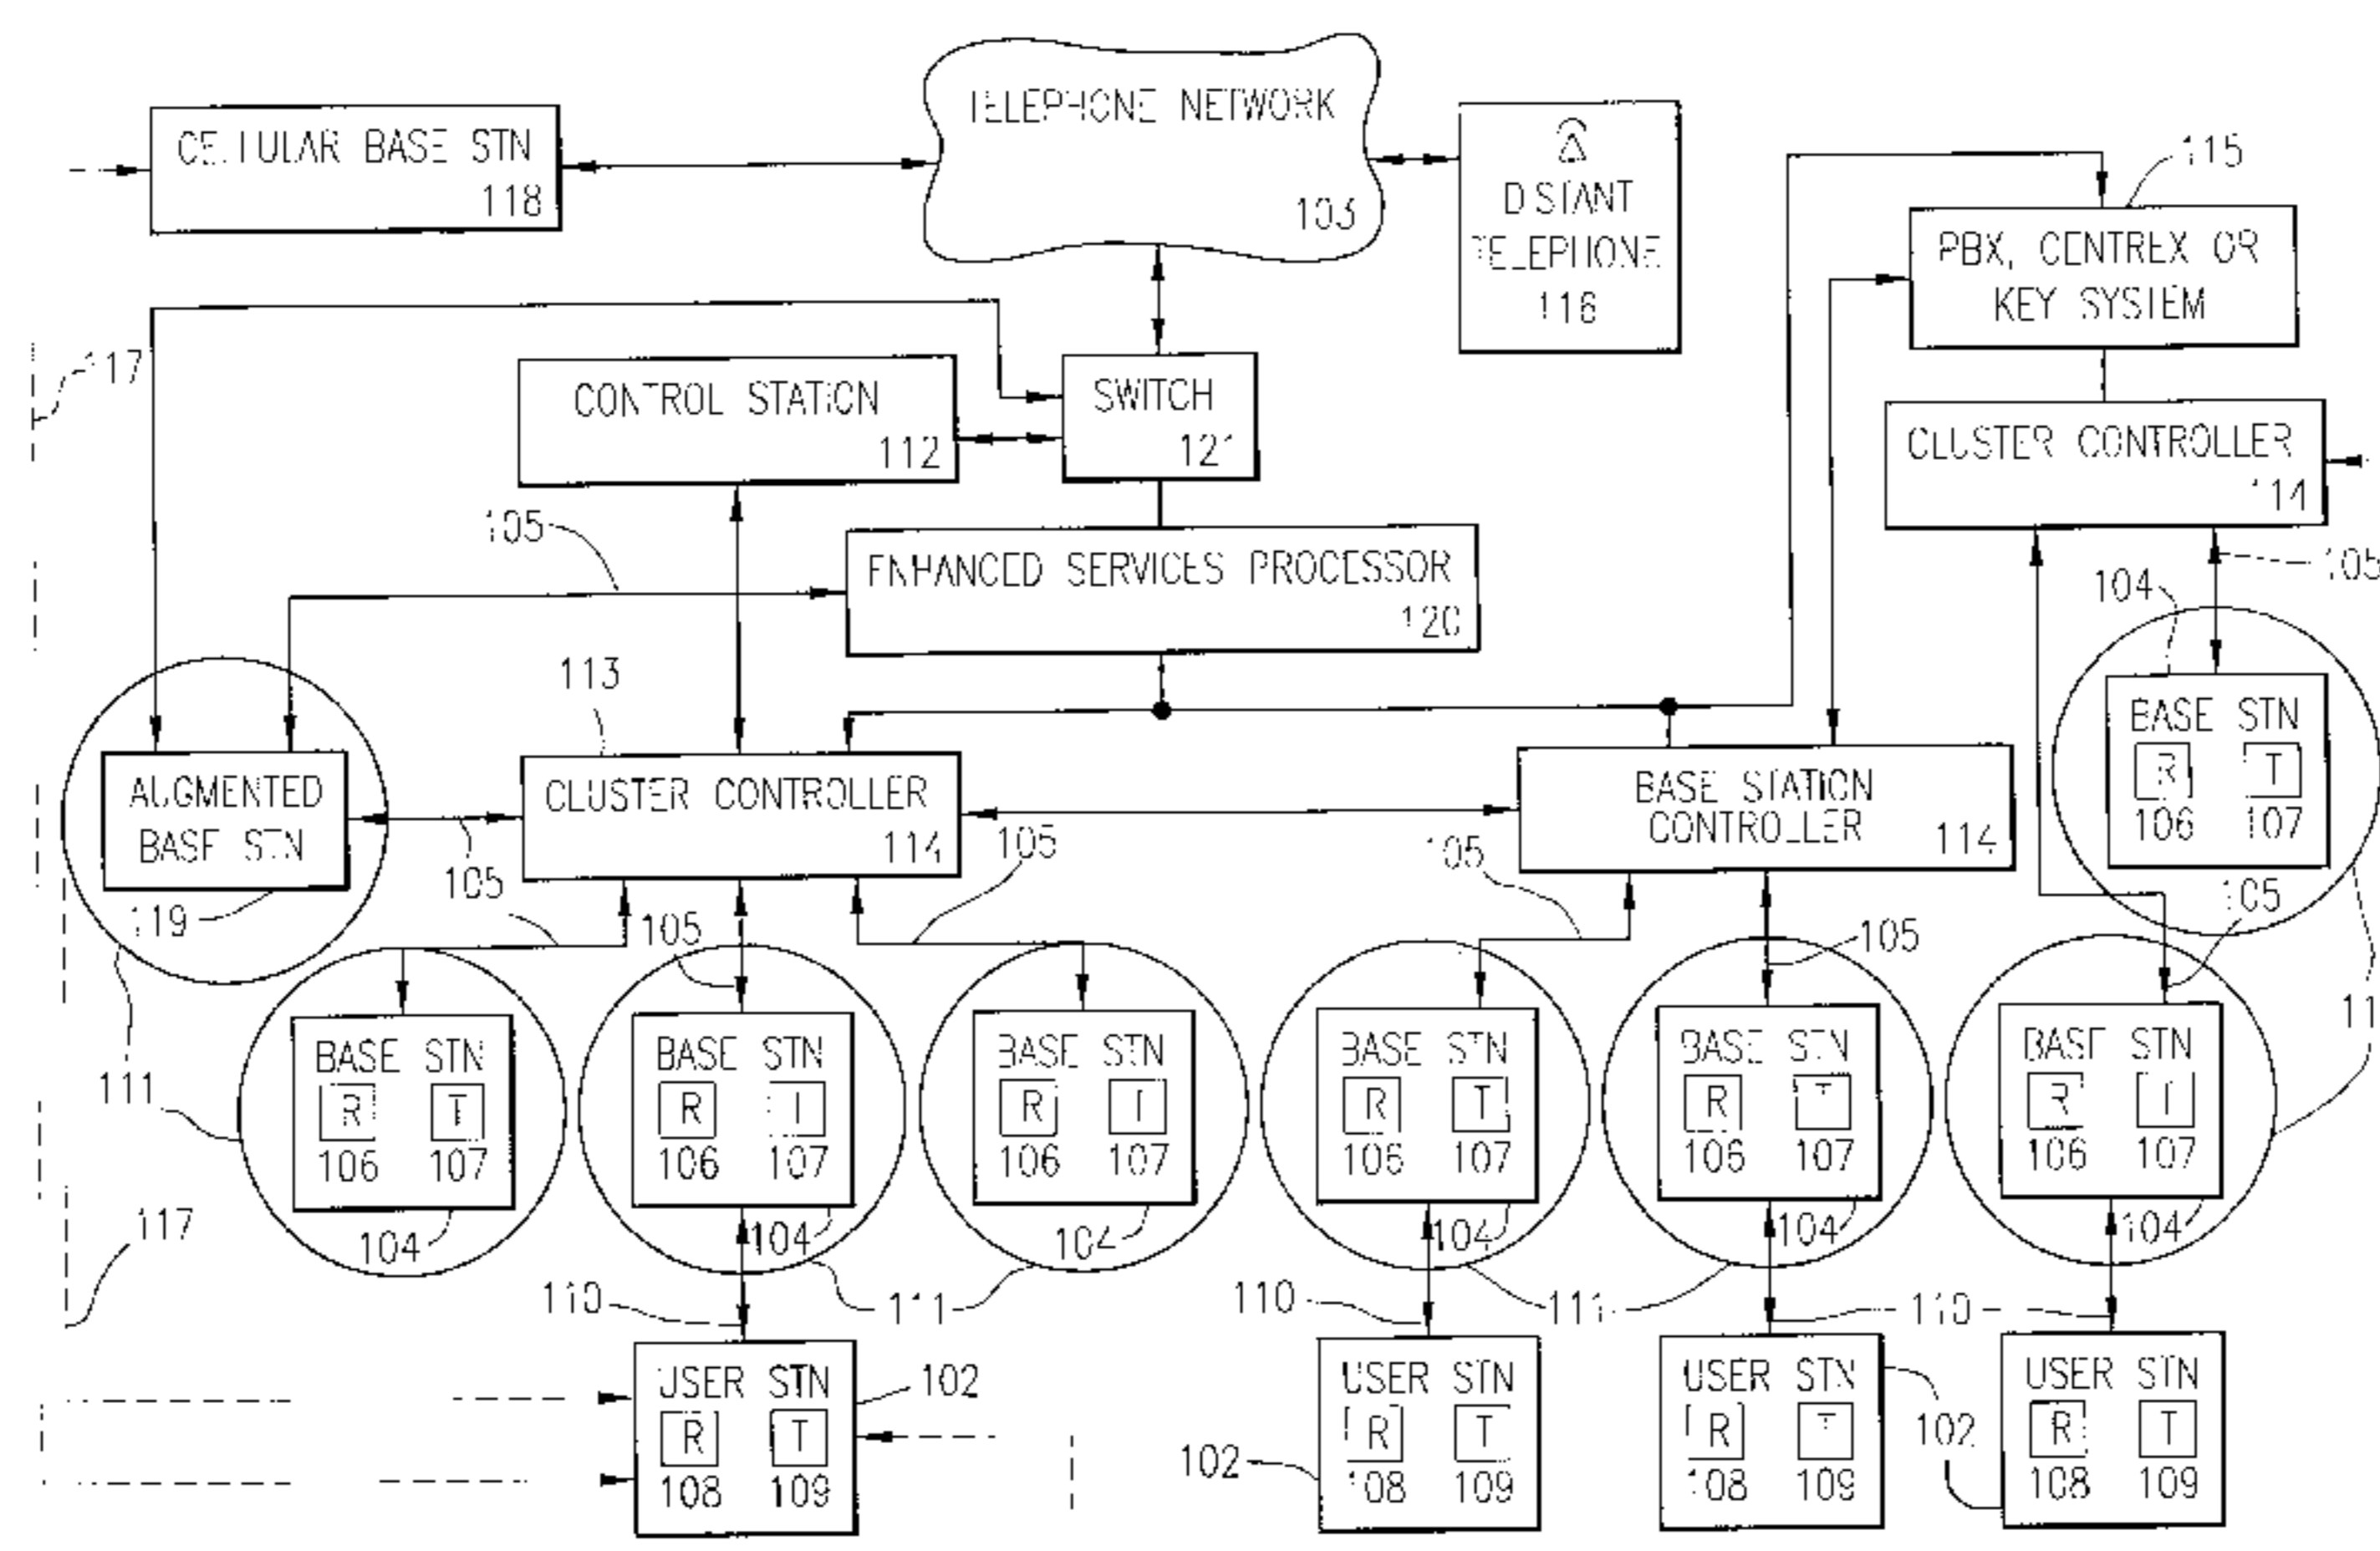 TELEPHONE NETWORK
103
CELLULAR BASE STN
118
DISTANT
TELEPHONE
116
115
PBX, CENTREX OR
KEY SYSTEM
117
CONTROL STATION
112
SWITCH
121
CLUSTER CONTROLLER
114
105
ENHANCED SERVICES PROCESSOR
120
105
104
113
BASE STN
R T
106 107
AUGMENTED
BASE STN
119
105
CLUSTER CONTROLLER
114
105
105
BASE STATION
CONTROLLER
114
105
105
105
111
11
BASE STN
R T
106 107
104
BASE STN
R T
106 107
104
BASE STN
R T
106 107
104
BASE STN
R T
106 107
104
BASE STN
R T
106 107
104
BASE STN
R T
106 107
104
117
110
111
110
111
110
USER STN
R T
108 109
102
USER STN
R T
108 109
102
USER STN
R T
108 109
102
USER STN
R T
108 109